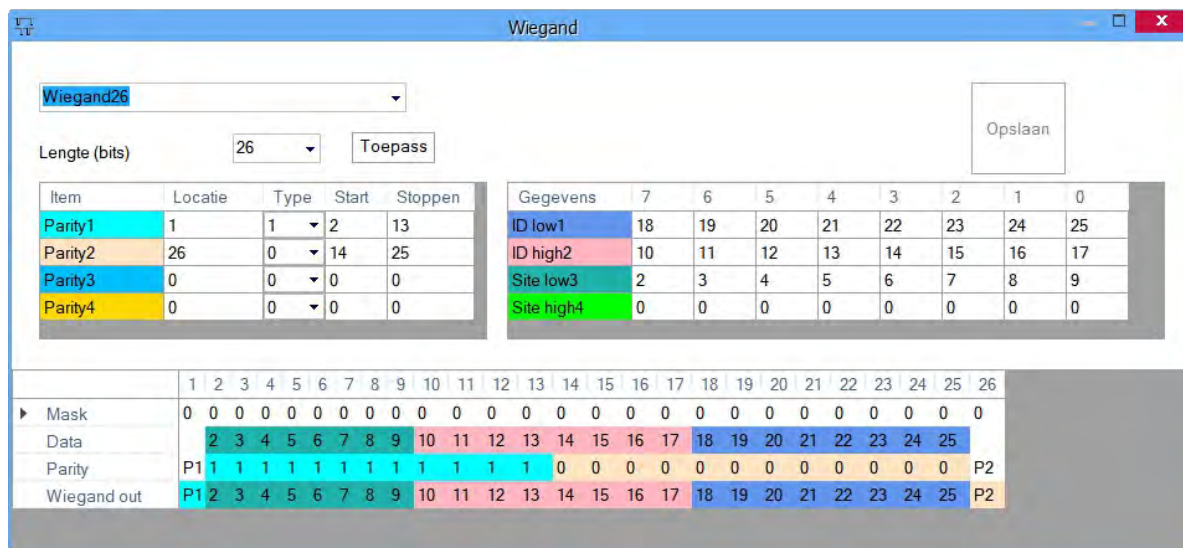 Wiegand
Wiegand26
Opslaan
Lengte (bits) 26 Toepass
Item Locatie Type Start Stoppen
Parity1 1 1 2 13
Parity2 26 0 14 25
Parity3 0 0 0 0
Parity4 0 0 0 0
Gegevens 7 6 5 4 3 2 1 0
ID low1 18 19 20 21 22 23 24 25
ID high2 10 11 12 13 14 15 16 17
Site low3 2 3 4 5 6 7 8 9
Site high4 0 0 0 0 0 0 0 0
1 2 3 4 5 6 7 8 9 10 11 12 13 14 15 16 17 18 19 20 21 22 23 24 25 26
Mask 0 0 0 0 0 0 0 0 0 0 0 0 0 0 0 0 0 0 0 0 0 0 0 0 0 0
Data 2 3 4 5 6 7 8 9 10 11 12 13 14 15 16 17 18 19 20 21 22 23 24 25
Parity P1 1 1 1 1 1 1 1 1 1 1 1 1 0 0 0 0 0 0 0 0 0 0 0 0 P2
Wiegand out P1 2 3 4 5 6 7 8 9 10 11 12 13 14 15 16 17 18 19 20 21 22 23 24 25 P2